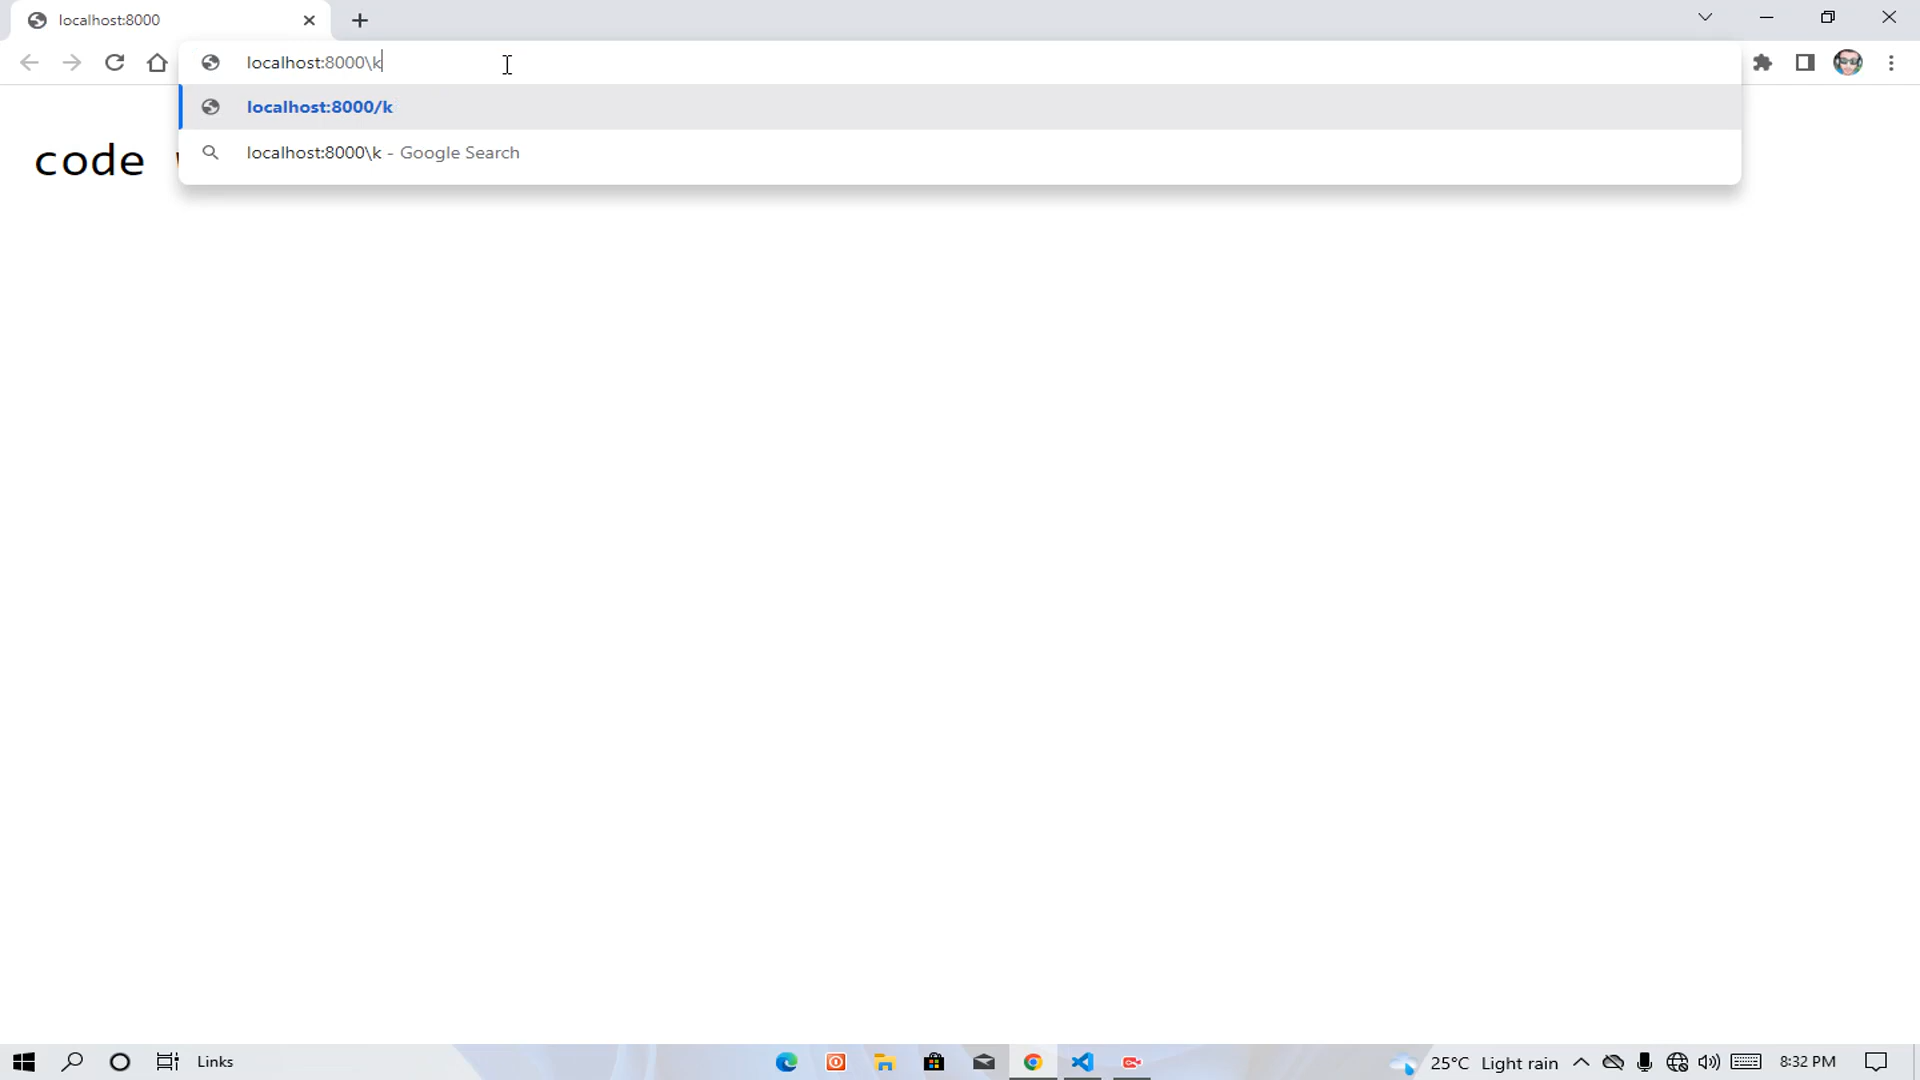 localhost:8000
localhost:8000\k
localhost:8000/k
localhost:8000\k - Google Search
code
Links
25°C Light rain
8:32 PM